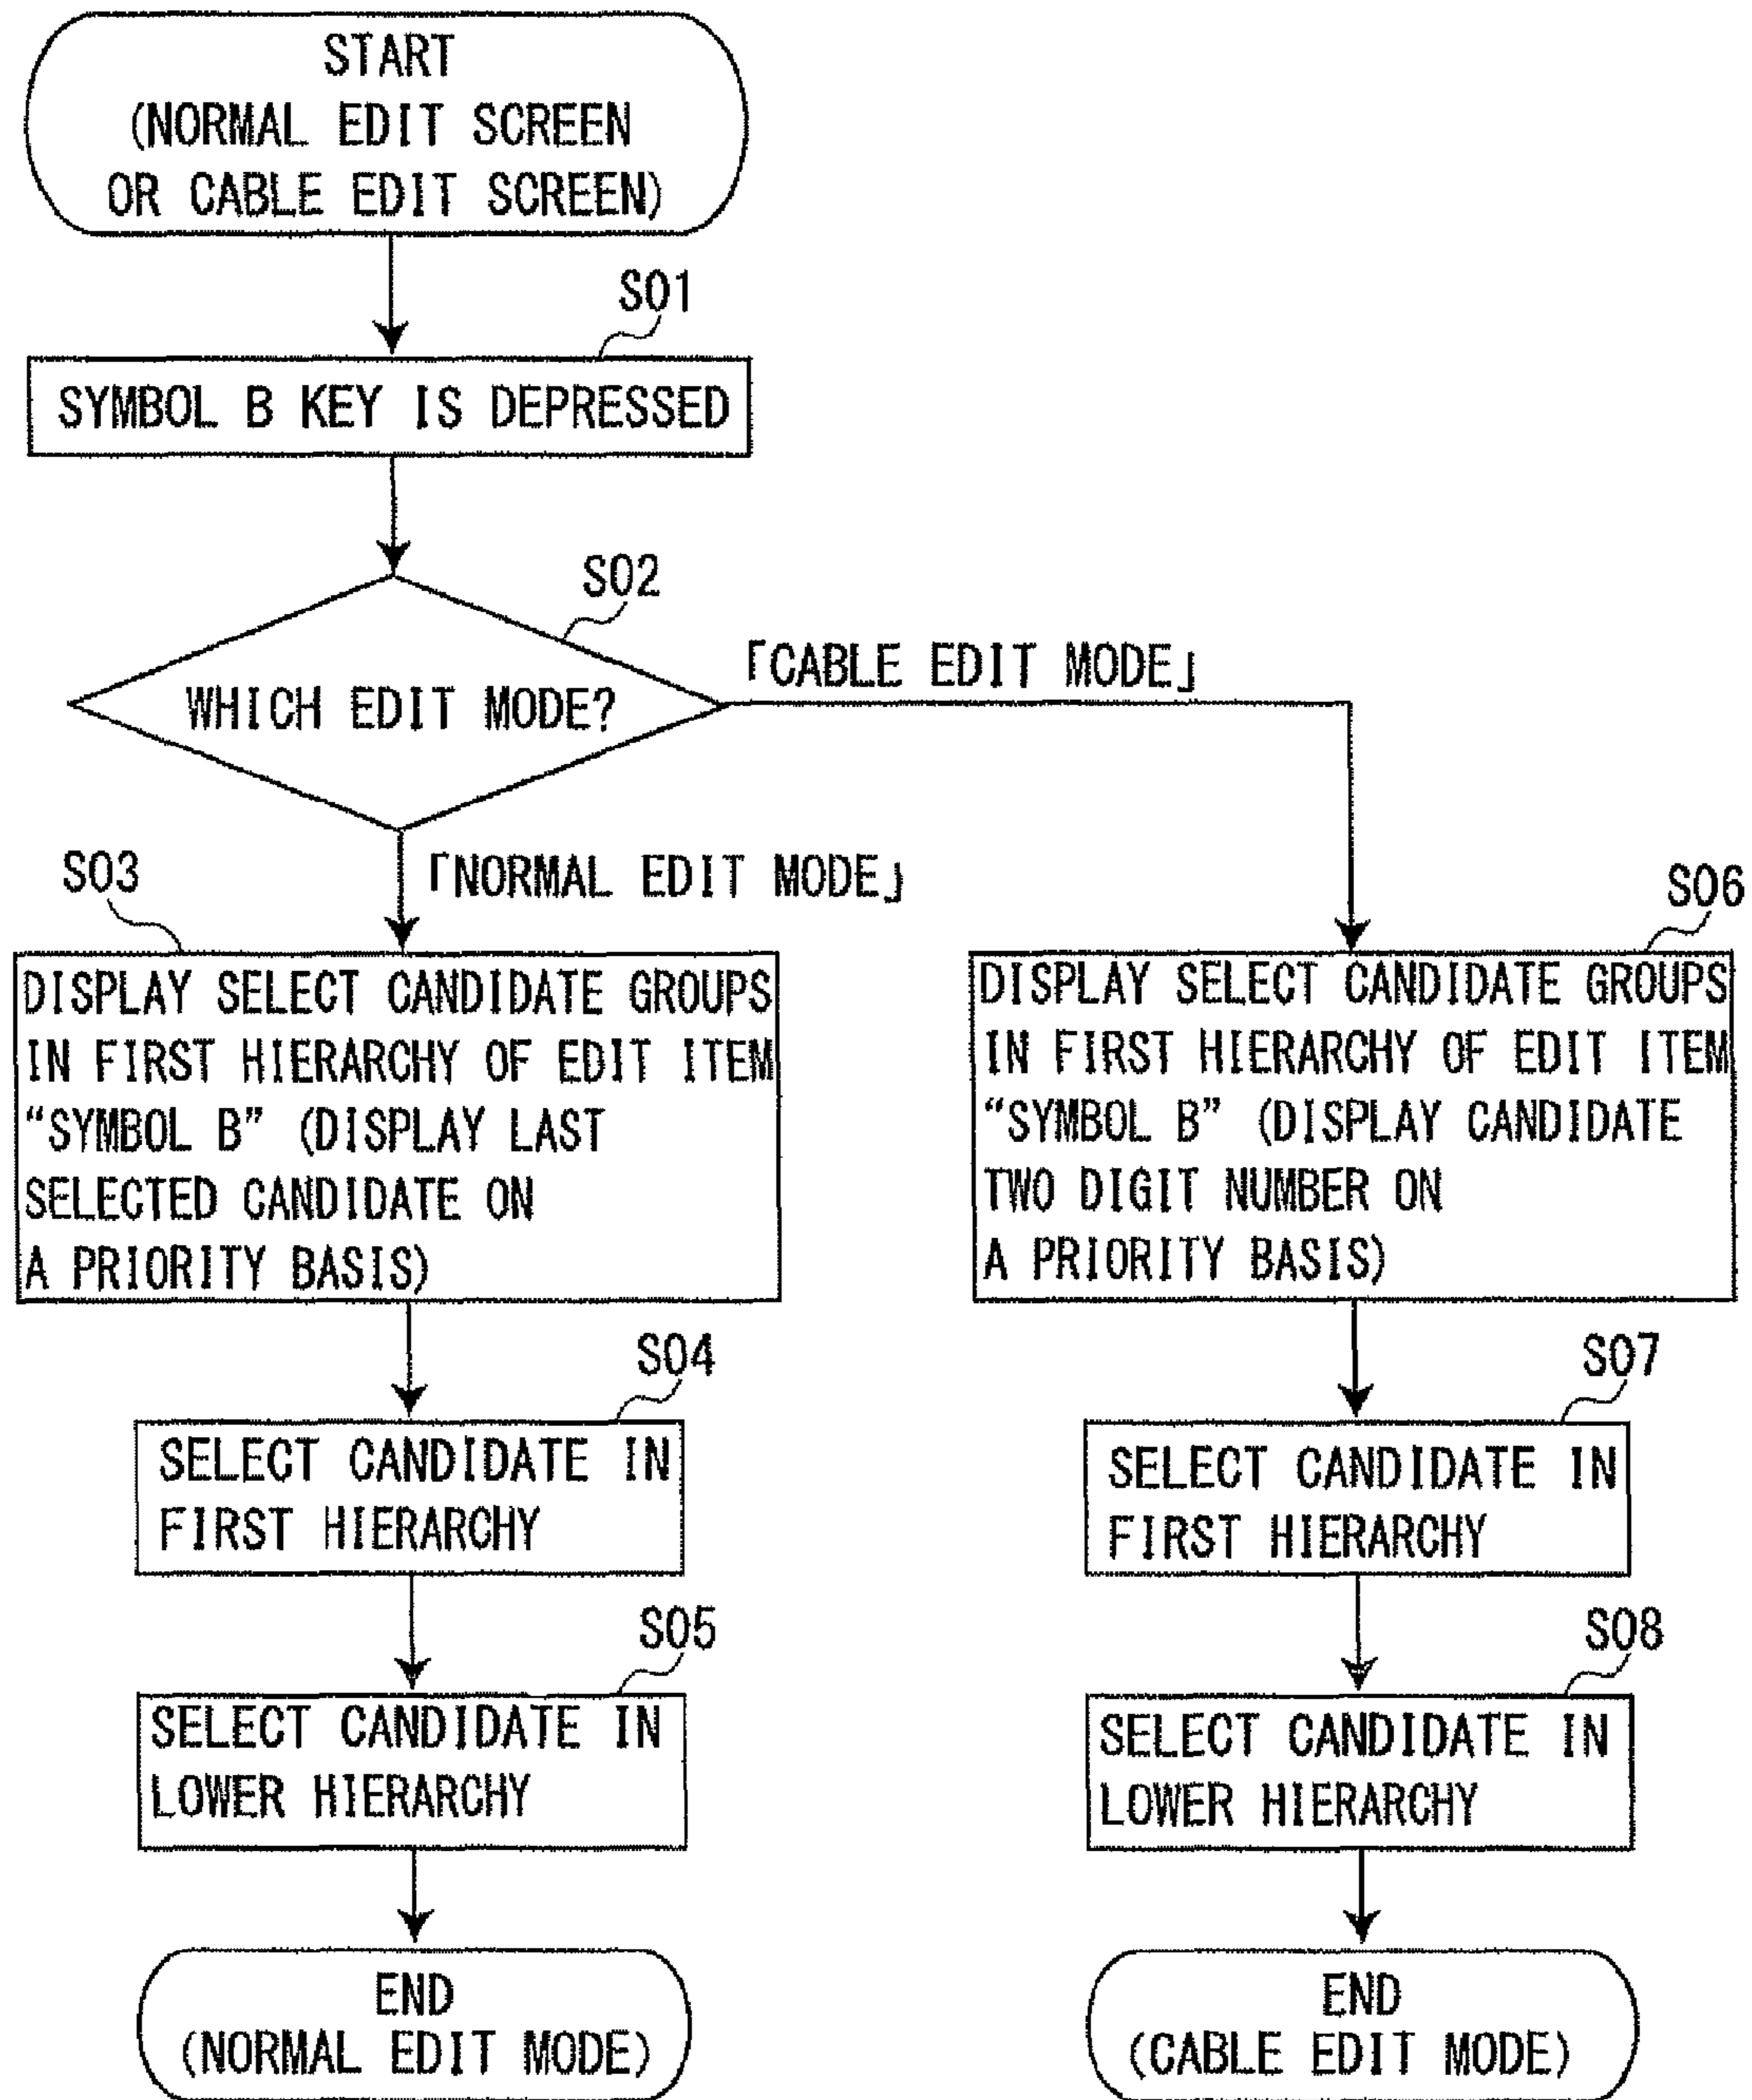 START
(NORMAL EDIT SCREEN
OR CABLE EDIT SCREEN)
S01
SYMBOL B KEY IS DEPRESSED
S02
WHICH EDIT MODE?
「CABLE EDIT MODE」
「NORMAL EDIT MODE」
S03
DISPLAY SELECT CANDIDATE GROUPS
IN FIRST HIERARCHY OF EDIT ITEM
“SYMBOL B” (DISPLAY LAST
SELECTED CANDIDATE ON
A PRIORITY BASIS)
S04
SELECT CANDIDATE IN
FIRST HIERARCHY
S05
SELECT CANDIDATE IN
LOWER HIERARCHY
END
(NORMAL EDIT MODE)
S06
DISPLAY SELECT CANDIDATE GROUPS
IN FIRST HIERARCHY OF EDIT ITEM
“SYMBOL B” (DISPLAY CANDIDATE
TWO DIGIT NUMBER ON
A PRIORITY BASIS)
S07
SELECT CANDIDATE IN
FIRST HIERARCHY
S08
SELECT CANDIDATE IN
LOWER HIERARCHY
END
(CABLE EDIT MODE)